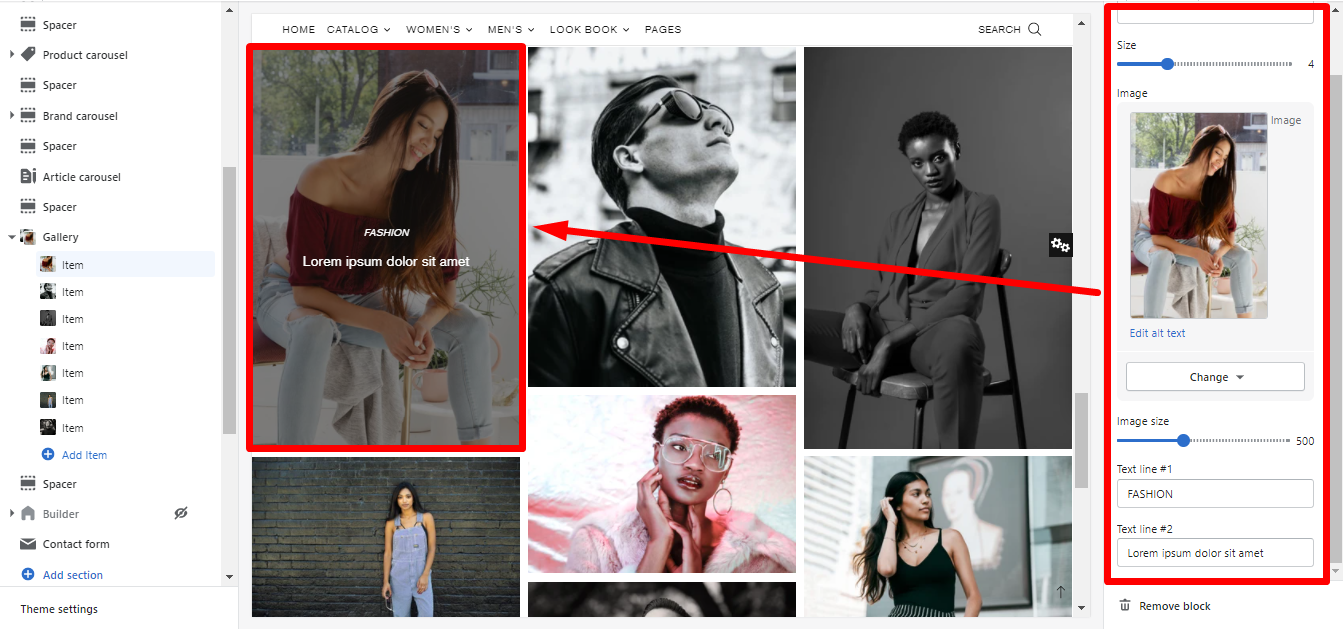 Spacer
Product carousel
Spacer
Brand carousel
Spacer
Article carousel
Spacer
Gallery
Item
Item
Item
Item
Item
Item
Item
Add Item
Spacer
Builder
Contact form
Add section
Theme settings
HOME CATALOG WOMEN'S MEN'S LOOK BOOK PAGES SEARCH
FASHION
Lorem ipsum dolor sit amet
Size
4
Image
Image
Edit alt text
Change
Image size
500
Text line #1
FASHION
Text line #2
Lorem ipsum dolor sit amet
Remove block